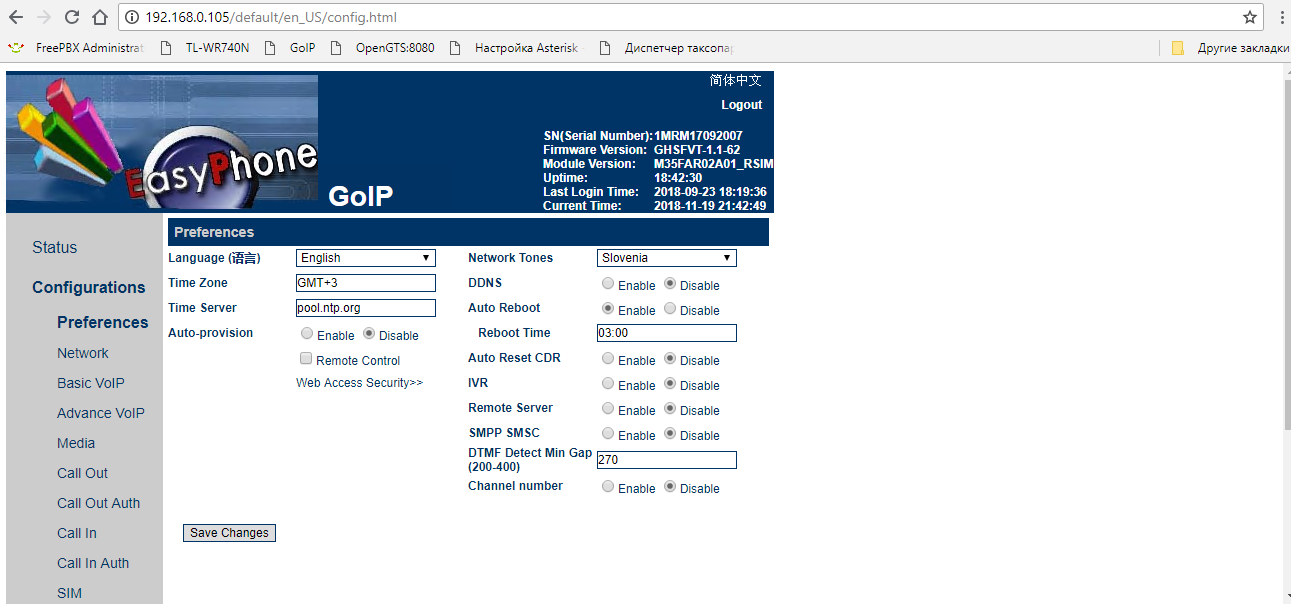 192.168.0.105/default/en_US/config.html
FreePBX Administrat TL-WR740N GoIP OpenGTS:8080 Настройка Asterisk Диспетчер таксопар Другие закладки
简体中文
Logout
EasyPhone
GoIP
SN(Serial Number): 1MRM17092007
Firmware Version: GHSFVT-1.1-62
Module Version: M35FAR02A01_RSIM
Uptime: 18:42:30
Last Login Time: 2018-09-23 18:19:36
Current Time: 2018-11-19 21:42:49
Status
Configurations
Preferences
Network
Basic VoIP
Advance VoIP
Media
Call Out
Call Out Auth
Call In
Call In Auth
SIM
Preferences
Language (语言) English
Time Zone GMT+3
Time Server pool.ntp.org
Auto-provision Enable Disable
Remote Control
Web Access Security>>
Network Tones Slovenia
DDNS Enable Disable
Auto Reboot Enable Disable
Reboot Time 03:00
Auto Reset CDR Enable Disable
IVR Enable Disable
Remote Server Enable Disable
SMPP SMSC Enable Disable
DTMF Detect Min Gap
(200-400) 270
Channel number Enable Disable
Save Changes